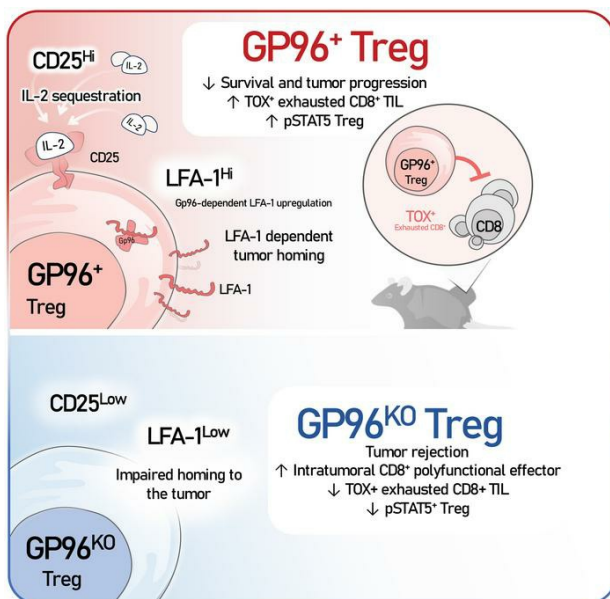 GP96⁺ Treg
↓ Survival and tumor progression
↑ TOX⁺ exhausted CD8⁺ TIL
↑ pSTAT5 Treg
CD25ᴴⁱ
IL-2
IL-2 sequestration
IL-2
IL-2
CD25
LFA-1ᴴⁱ
Gp96-dependent LFA-1 upregulation
Gp96
LFA-1 dependent
tumor homing
LFA-1
GP96⁺
Treg
GP96⁺
Treg
TOX⁺
Exhausted CD8⁺
CD8
CD25ᴸᵒʷ
LFA-1ᴸᵒʷ
Impaired homing to
the tumor
GP96ᴷᴼ
Treg
GP96ᴷᴼ Treg
Tumor rejection
↑ Intratumoral CD8⁺ polyfunctional effector
↓ TOX+ exhausted CD8+ TIL
↓ pSTAT5⁺ Treg